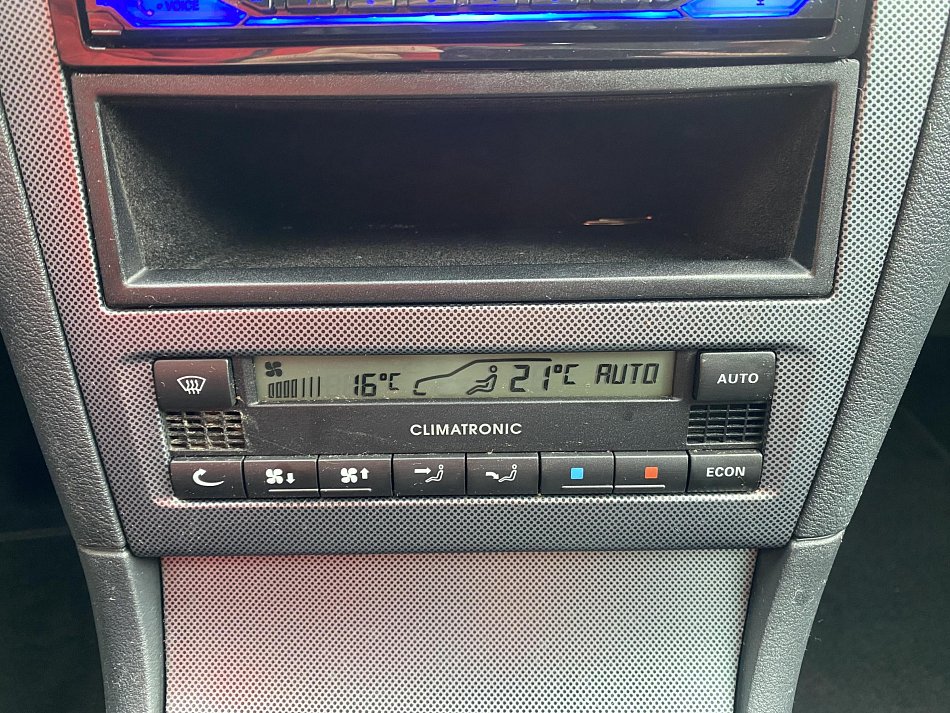 VOICE
16°C 21°C AUTO
AUTO
CLIMATRONIC
ECON